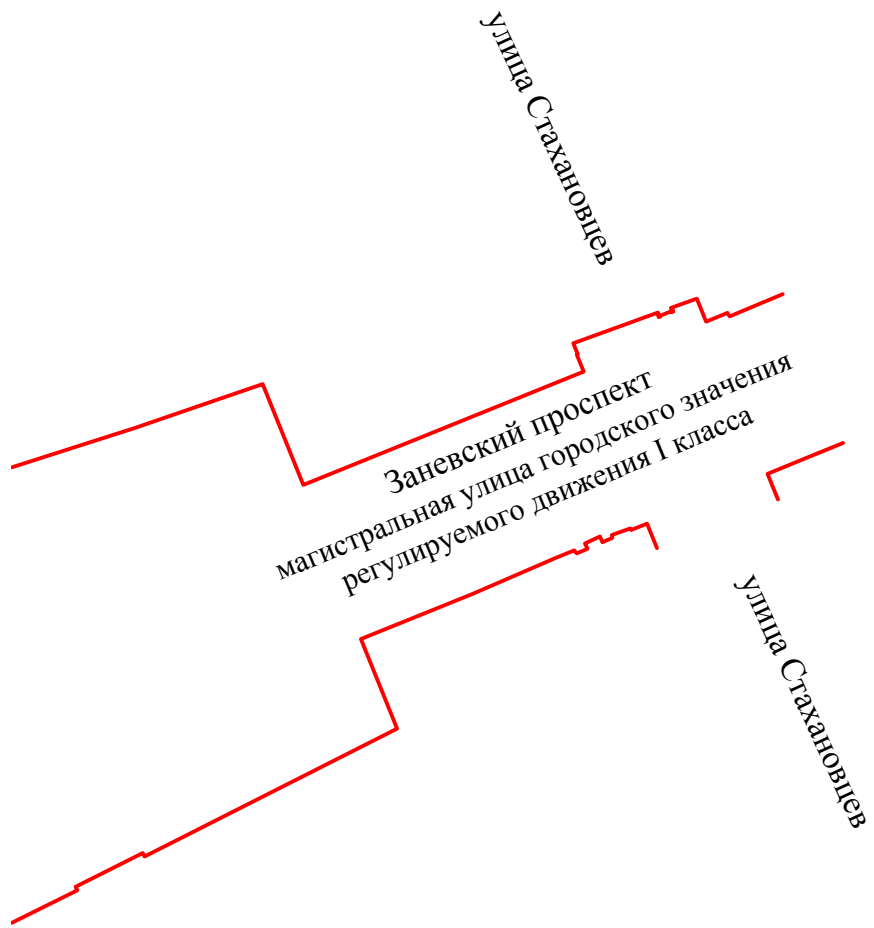 улица Стахановцев
Заневский проспект
магистральная улица городского значения
регулируемого движения I класса
улица Стахановцев